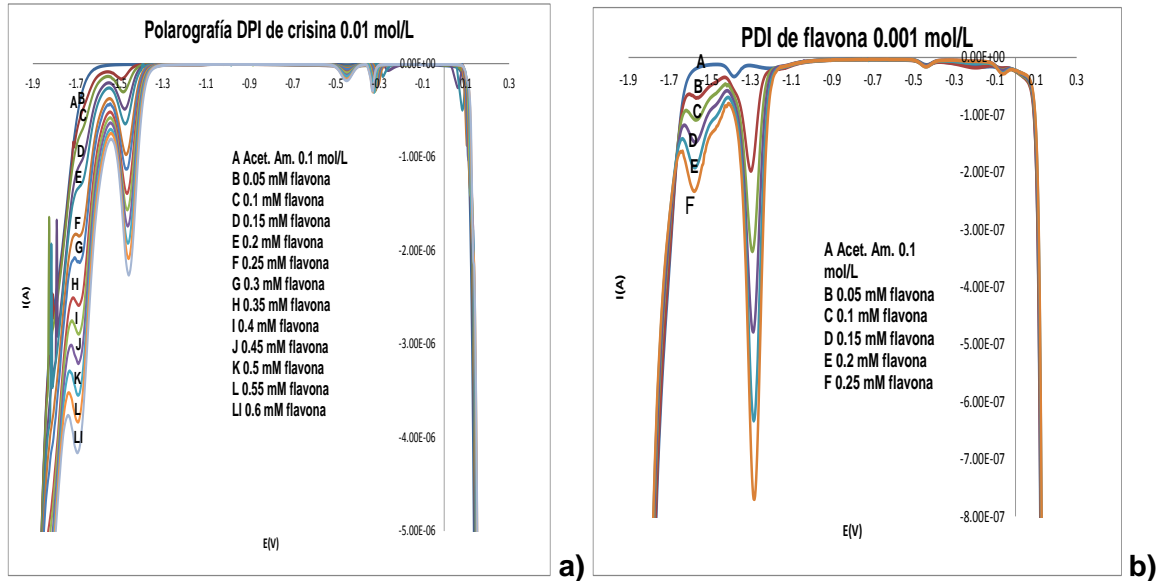 Polarografía DPI de crisina 0.01 mol/L
0.00E+00
-1.9 -1.7 -1.5 -1.3 -1.1 -0.9 -0.7 -0.5 -0.3 -0.1 0.1 0.3
A B
C
D
E
F
G
H
I
J
K
L
Ll
-1.00E-06
-2.00E-06
-3.00E-06
-4.00E-06
-5.00E-06
I(A)
A Acet. Am. 0.1 mol/L
B 0.05 mM flavona
C 0.1 mM flavona
D 0.15 mM flavona
E 0.2 mM flavona
F 0.25 mM flavona
G 0.3 mM flavona
H 0.35 mM flavona
I 0.4 mM flavona
J 0.45 mM flavona
K 0.5 mM flavona
L 0.55 mM flavona
Ll 0.6 mM flavona
E(V)
a)
PDI de flavona 0.001 mol/L
0.00E+00
-1.9 -1.7 -1.5 -1.3 -1.1 -0.9 -0.7 -0.5 -0.3 -0.1 0.1 0.3
A
B
C
D
E
F
-1.00E-07
-2.00E-07
-3.00E-07
-4.00E-07
-5.00E-07
-6.00E-07
-7.00E-07
-8.00E-07
I(A)
A Acet. Am. 0.1
mol/L
B 0.05 mM flavona
C 0.1 mM flavona
D 0.15 mM flavona
E 0.2 mM flavona
F 0.25 mM flavona
E(V)
b)